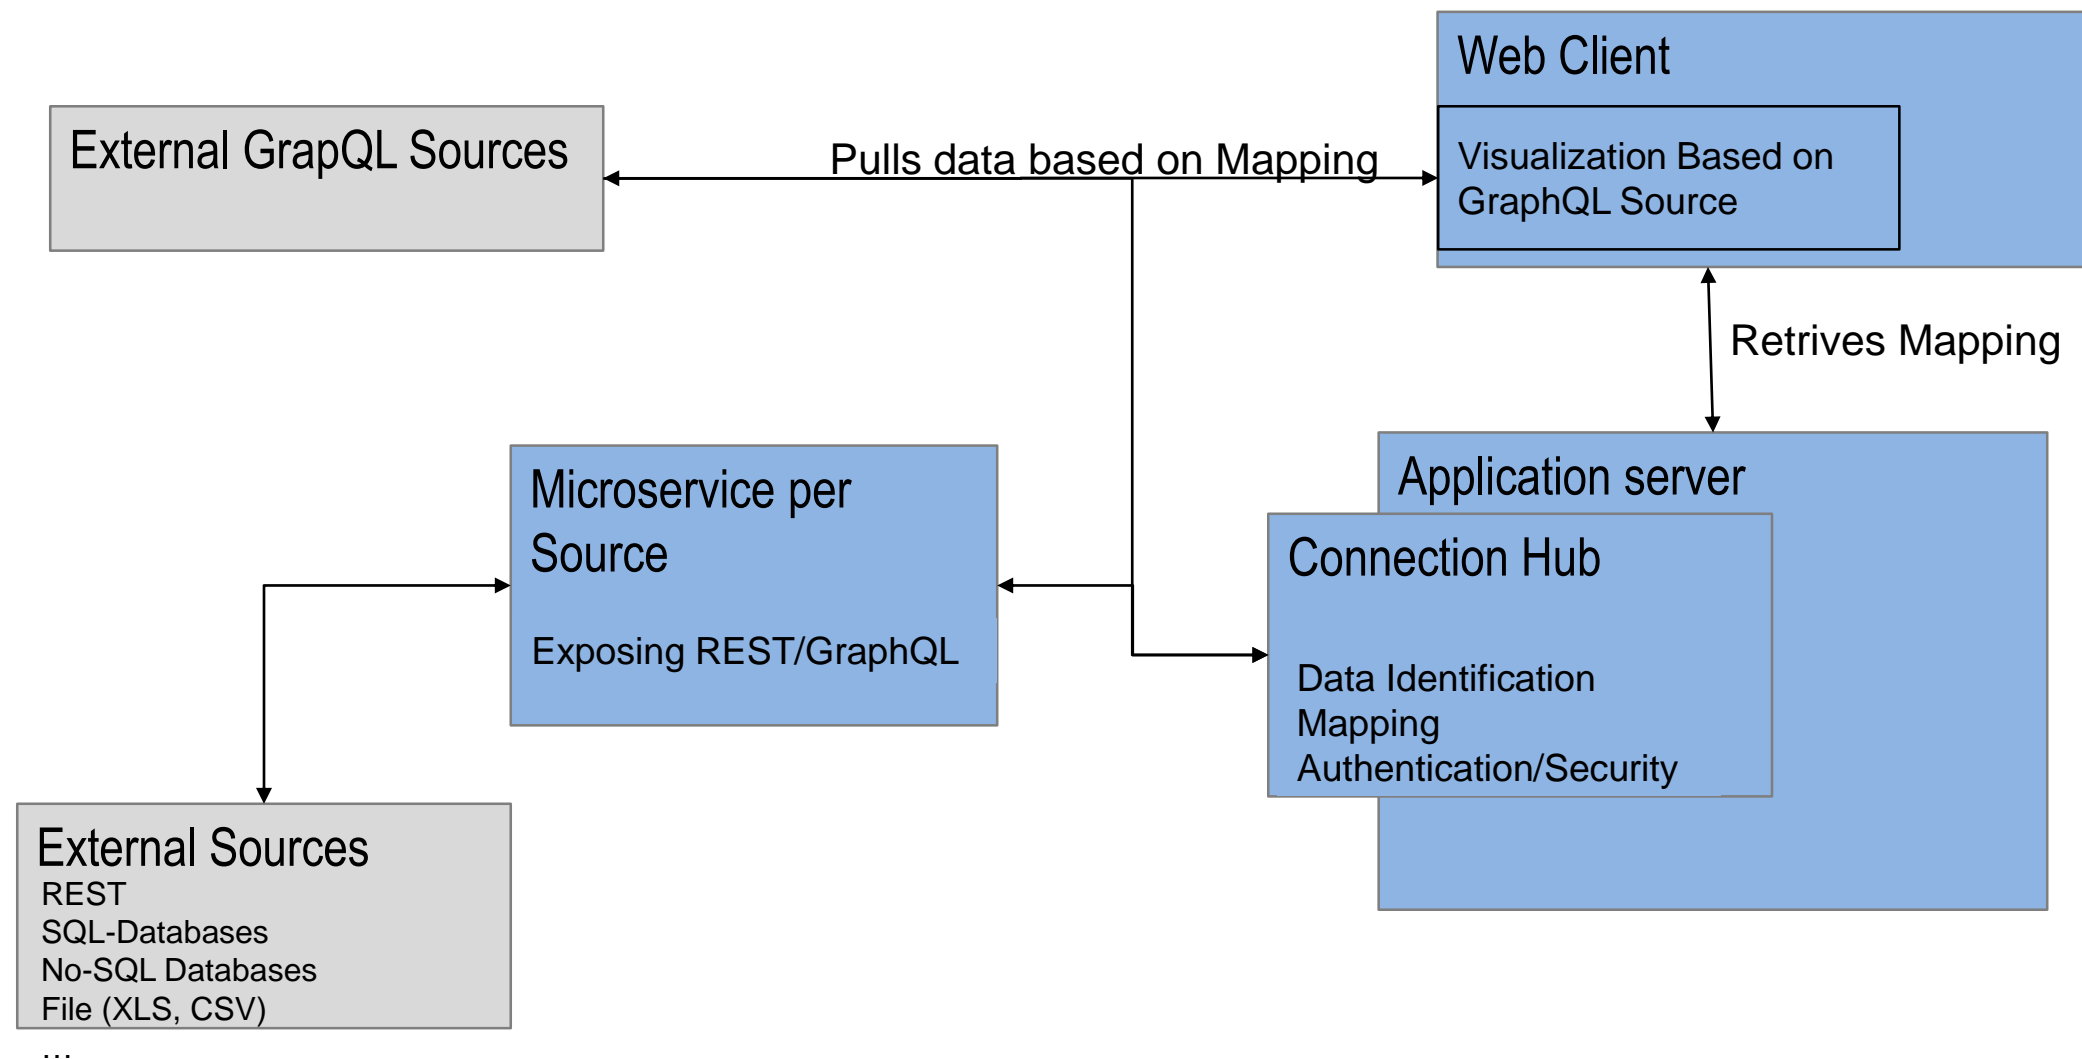 Web Client
External GrapQL Sources
Pulls data based on Mapping
Visualization Based on
GraphQL Source
Retrives Mapping
Microservice per
Source
Exposing REST/GraphQL
Application server
Connection Hub
Data Identification
Mapping
Authentication/Security
External Sources
REST
SQL-Databases
No-SQL Databases
File (XLS, CSV)
...